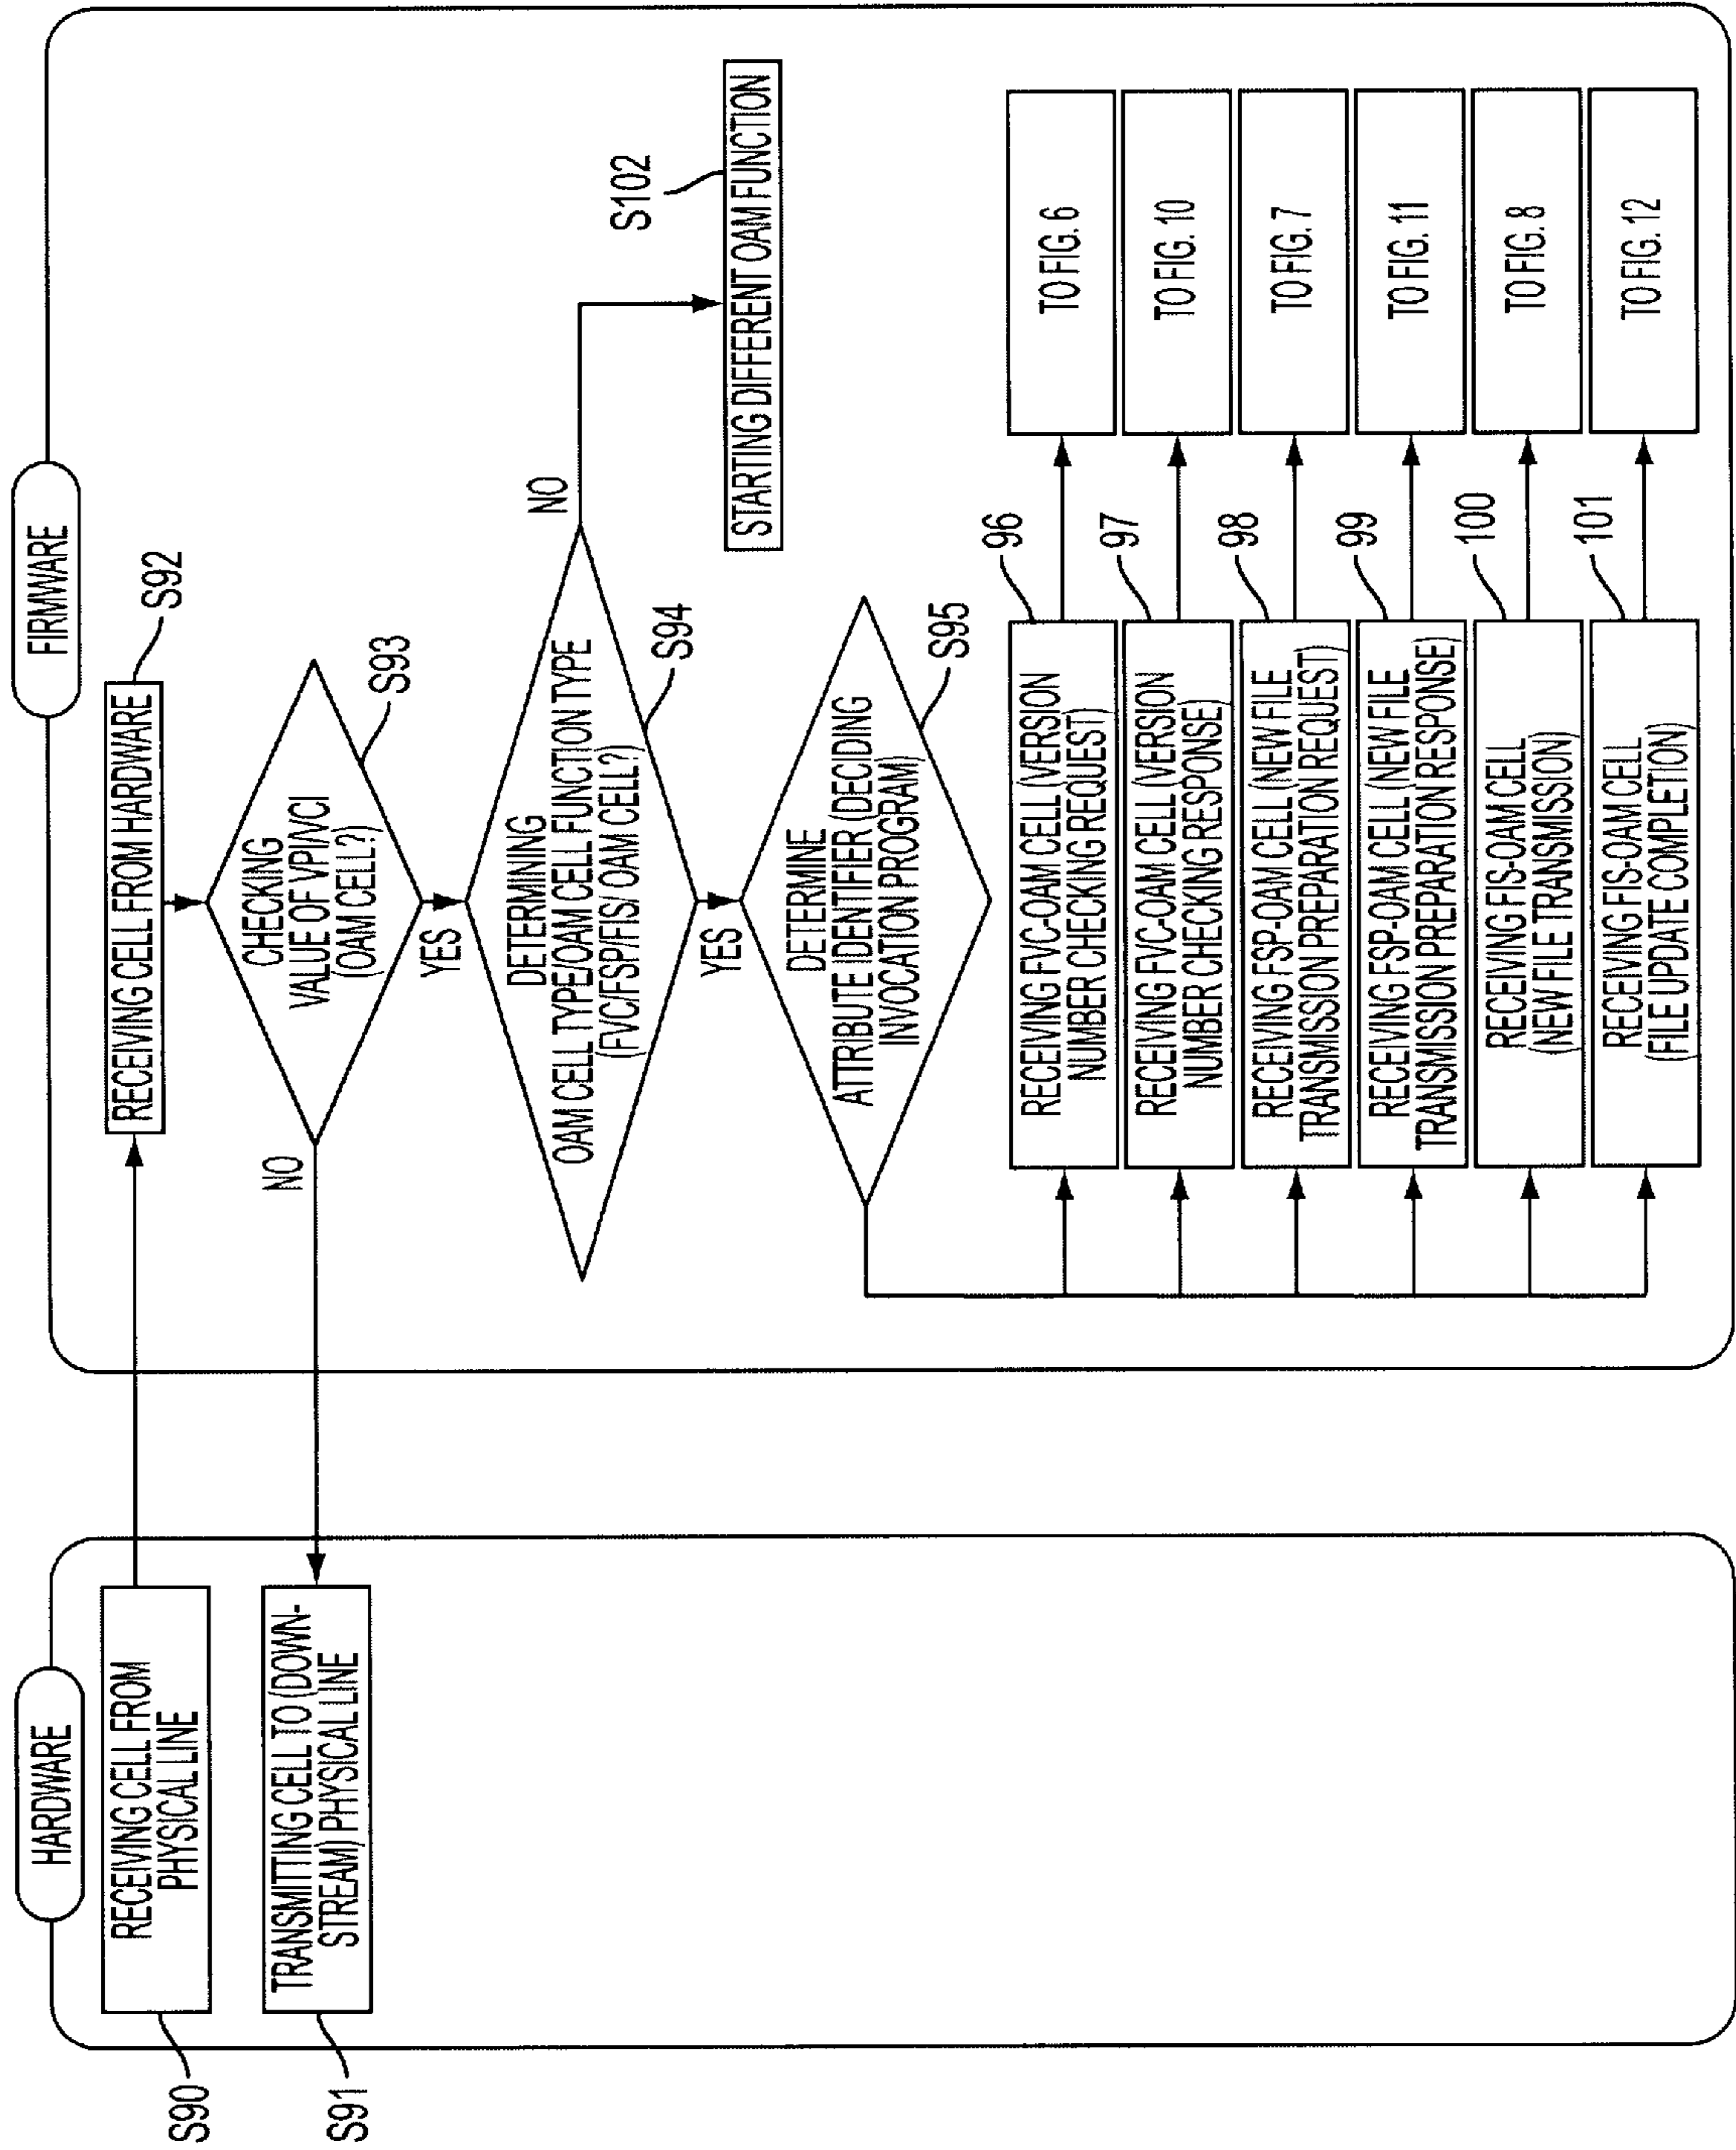 HARDWARE
RECEIVING CELL FROM
PHYSICAL LINE
S90
TRANSMITTING CELL TO (DOWN-
STREAM) PHYSICAL LINE
S91
FIRMWARE
RECEIVING CELL FROM HARDWARE
S92
CHECKING
VALUE OF VPI/VCI
(OAM CELL?)
S93
NO
YES
DETERMINING
OAM CELL TYPE/OAM CELL FUNCTION TYPE
(FVC/FSP/FIS/ OAM CELL?)
S94
NO
YES
STARTING DIFFERENT OAM FUNCTION
S102
DETERMINE
ATTRIBUTE IDENTIFIER (DECIDING
INVOCATION PROGRAM)
S95
RECEIVING FVC-OAM CELL (VERSION
NUMBER CHECKING REQUEST)
96
TO FIG. 6
RECEIVING FVC-OAM CELL (VERSION
NUMBER CHECKING RESPONSE)
97
TO FIG. 10
RECEIVING FSP-OAM CELL (NEW FILE
TRANSMISSION PREPARATION REQUEST)
98
TO FIG. 7
RECEIVING FSP-OAM CELL (NEW FILE
TRANSMISSION PREPARATION RESPONSE)
99
TO FIG. 11
RECEIVING FIS-OAM CELL
(NEW FILE TRANSMISSION)
100
TO FIG. 8
RECEIVING FIS-OAM CELL
(FILE UPDATE COMPLETION)
101
TO FIG. 12